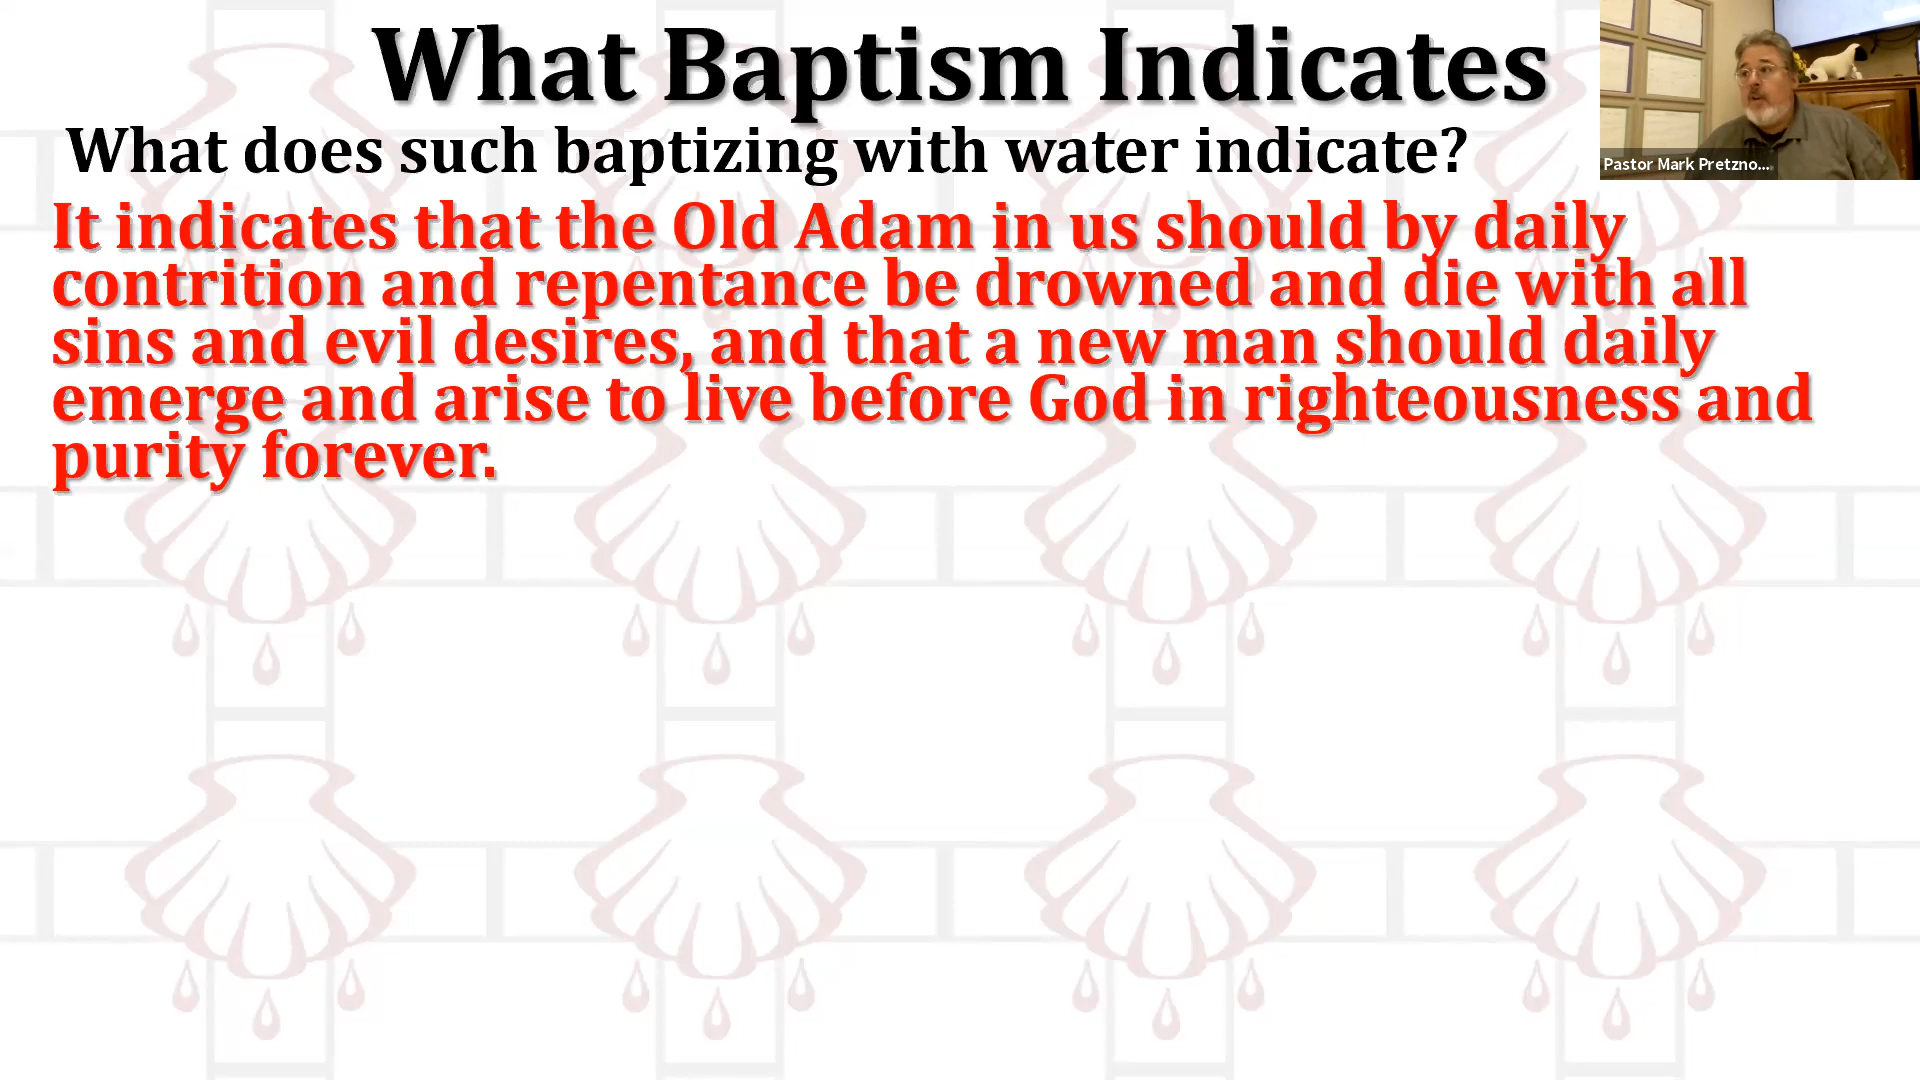 What Baptism Indicates
What does such baptizing with water indicate?
It indicates that the Old Adam in us should by daily
contrition and repentance be drowned and die with all
sins and evil desires, and that a new man should daily
emerge and arise to live before God in righteousness and
purity forever.
Pastor Mark Pretzno...